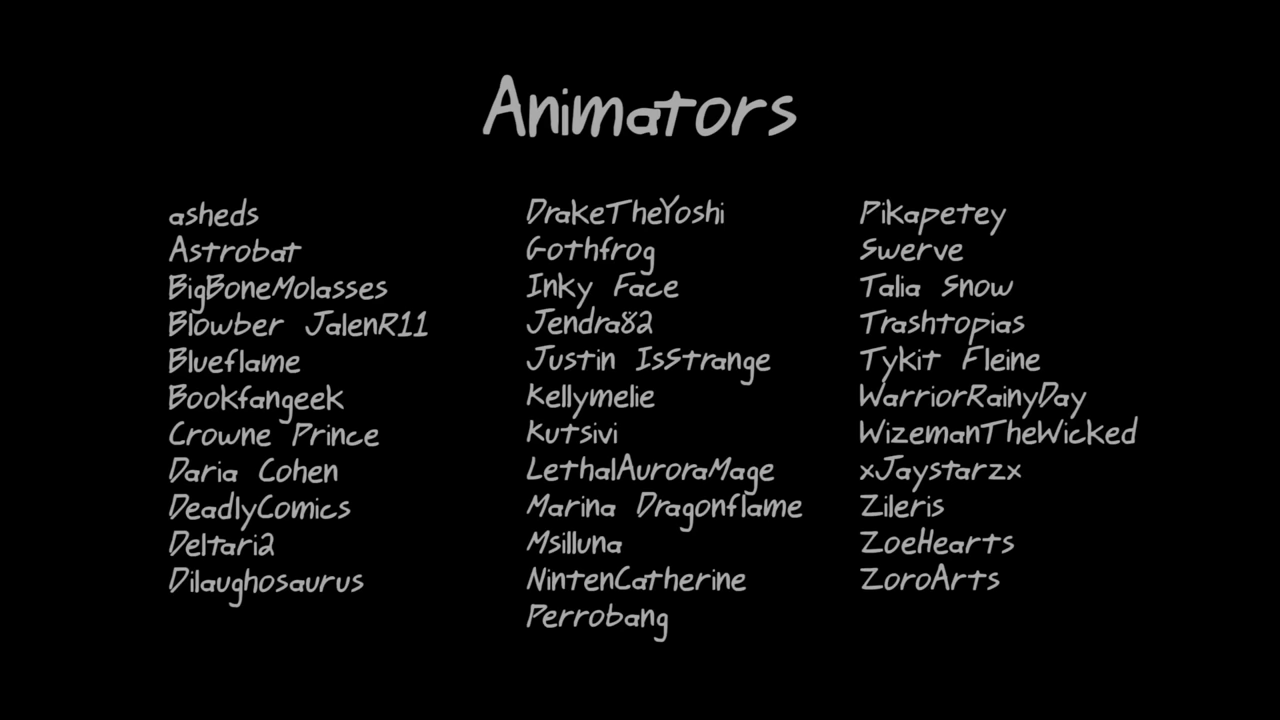 Animators
asheds
Astrobat
BigBoneMolasses
Blowber JalenR11
Blueflame
Bookfangeek
Crowne Prince
Daria Cohen
DeadlyComics
Deltari2
Dilaughosaurus
DrakeTheYoshi
Gothfrog
Inky Face
Jendra82
Justin IsStrange
Kellymelie
Kutsivi
LethalAuroraMage
Marina Dragonflame
Msilluna
NintenCatherine
Perrobang
Pikapetey
Swerve
Talia Snow
Trashtopias
Tykit Fleine
WarriorRainyDay
WizemanTheWicked
xJaystarzx
Zileris
ZoeHearts
ZoroArts